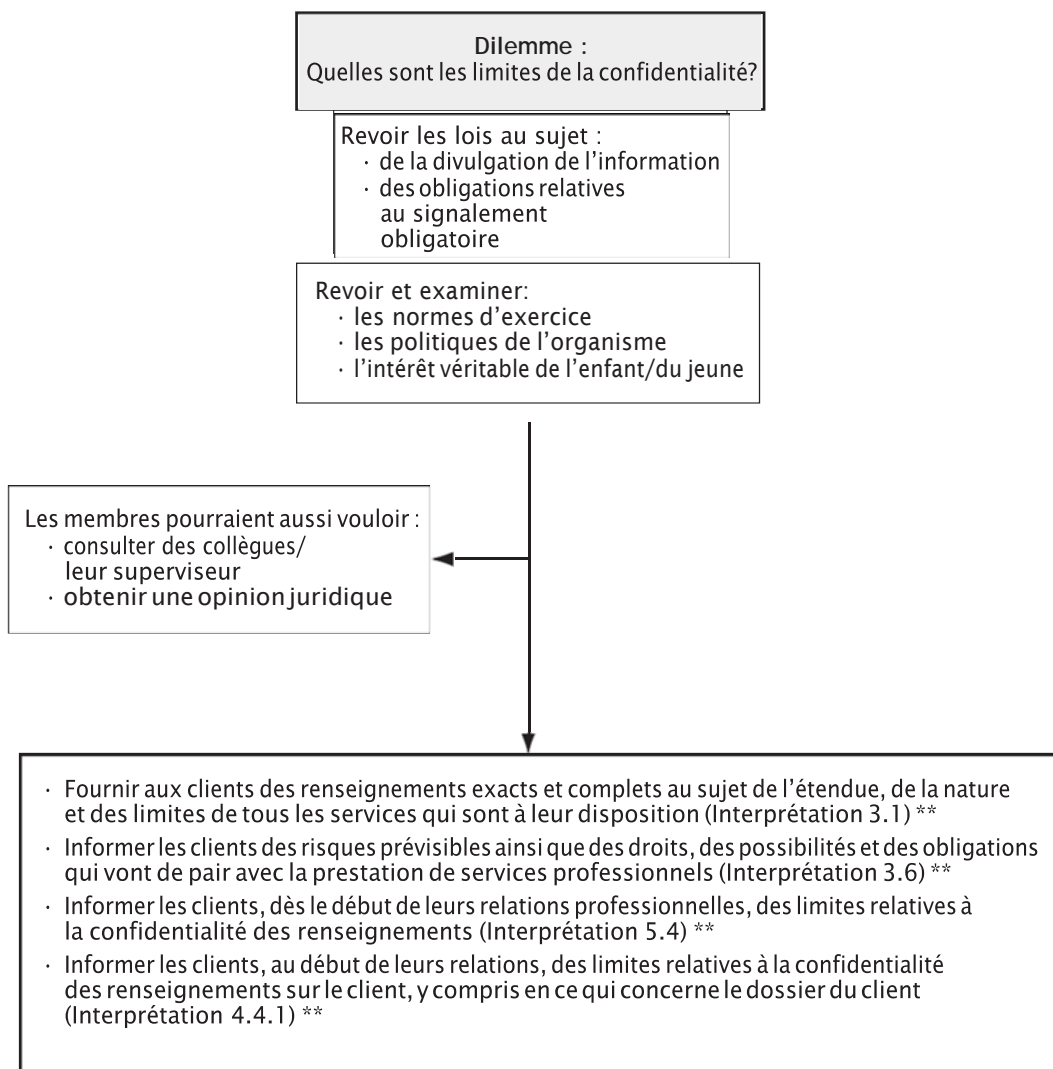 Dilemme :
Quelles sont les limites de la confidentialité?
Revoir les lois au sujet :
· de la divulgation de l’information
· des obligations relatives
au signalement
obligatoire
Revoir et examiner:
· les normes d’exercice
· les politiques de l’organisme
· l’intérêt véritable de l’enfant/du jeune
Les membres pourraient aussi vouloir :
· consulter des collègues/
leur superviseur
· obtenir une opinion juridique
· Fournir aux clients des renseignements exacts et complets au sujet de l’étendue, de la nature
et des limites de tous les services qui sont à leur disposition (Interprétation 3.1) **
· Informer les clients des risques prévisibles ainsi que des droits, des possibilités et des obligations
qui vont de pair avec la prestation de services professionnels (Interprétation 3.6) **
· Informer les clients, dès le début de leurs relations professionnelles, des limites relatives à
la confidentialité des renseignements (Interprétation 5.4) **
· Informer les clients, au début de leurs relations, des limites relatives à la confidentialité
des renseignements sur le client, y compris en ce qui concerne le dossier du client
(Interprétation 4.4.1) **